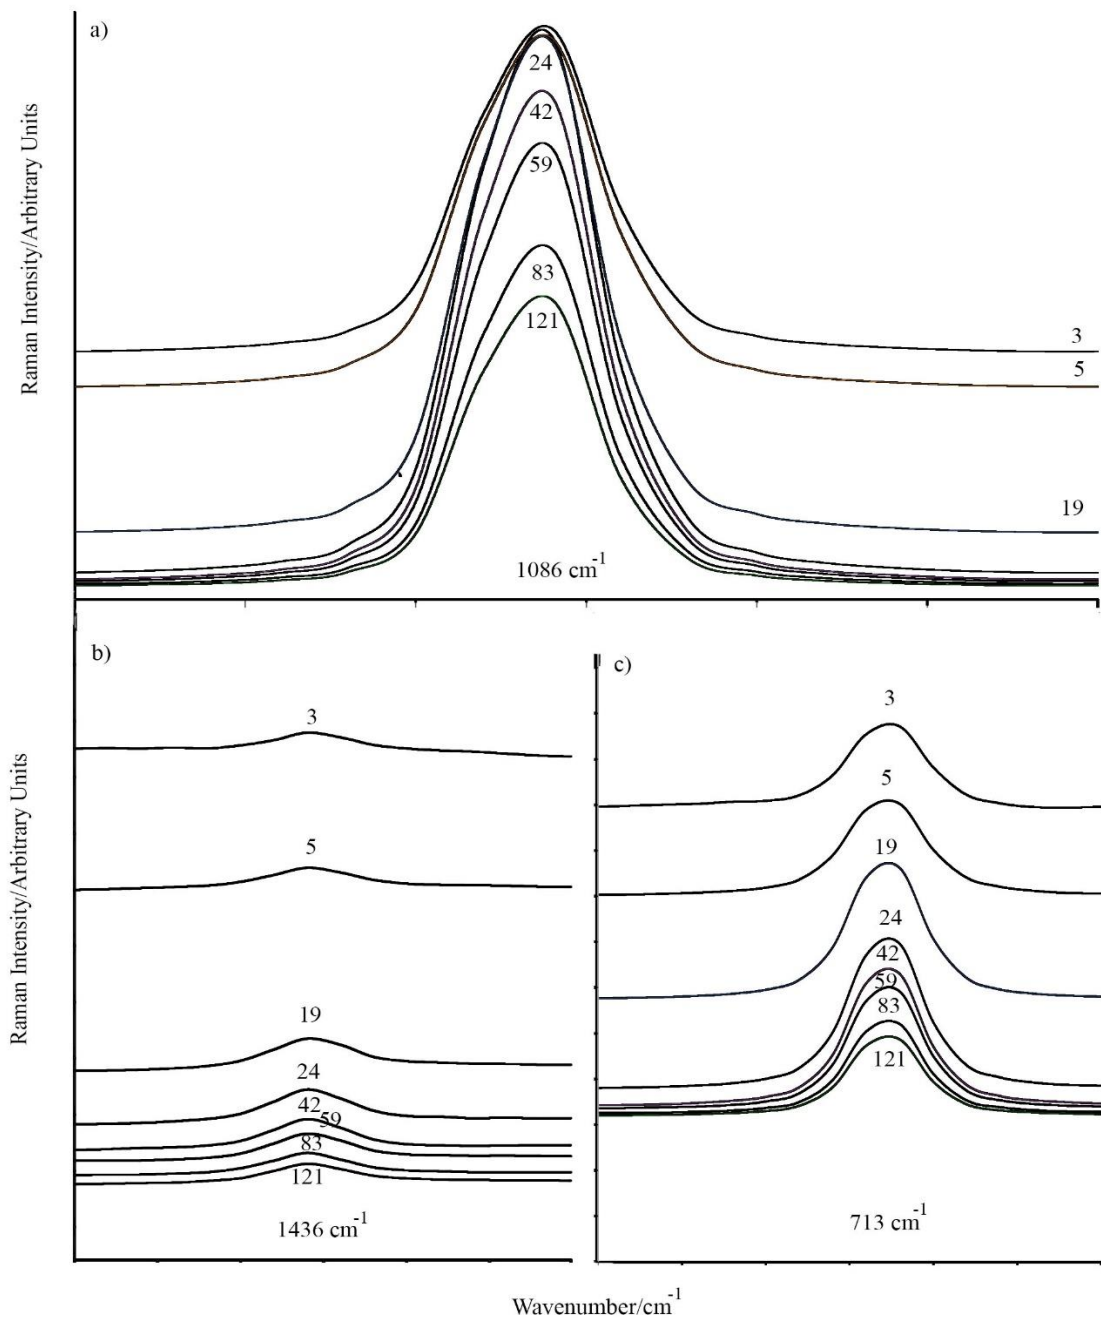 a)
Raman Intensity/Arbitrary Units
24
42
59
83
121
3
5
19
1086 cm-1
b)
Raman Intensity/Arbitrary Units
3
5
19
24
42
59
83
121
1436 cm-1
c)
3
5
19
24
42
59
83
121
713 cm-1
Wavenumber/cm-1